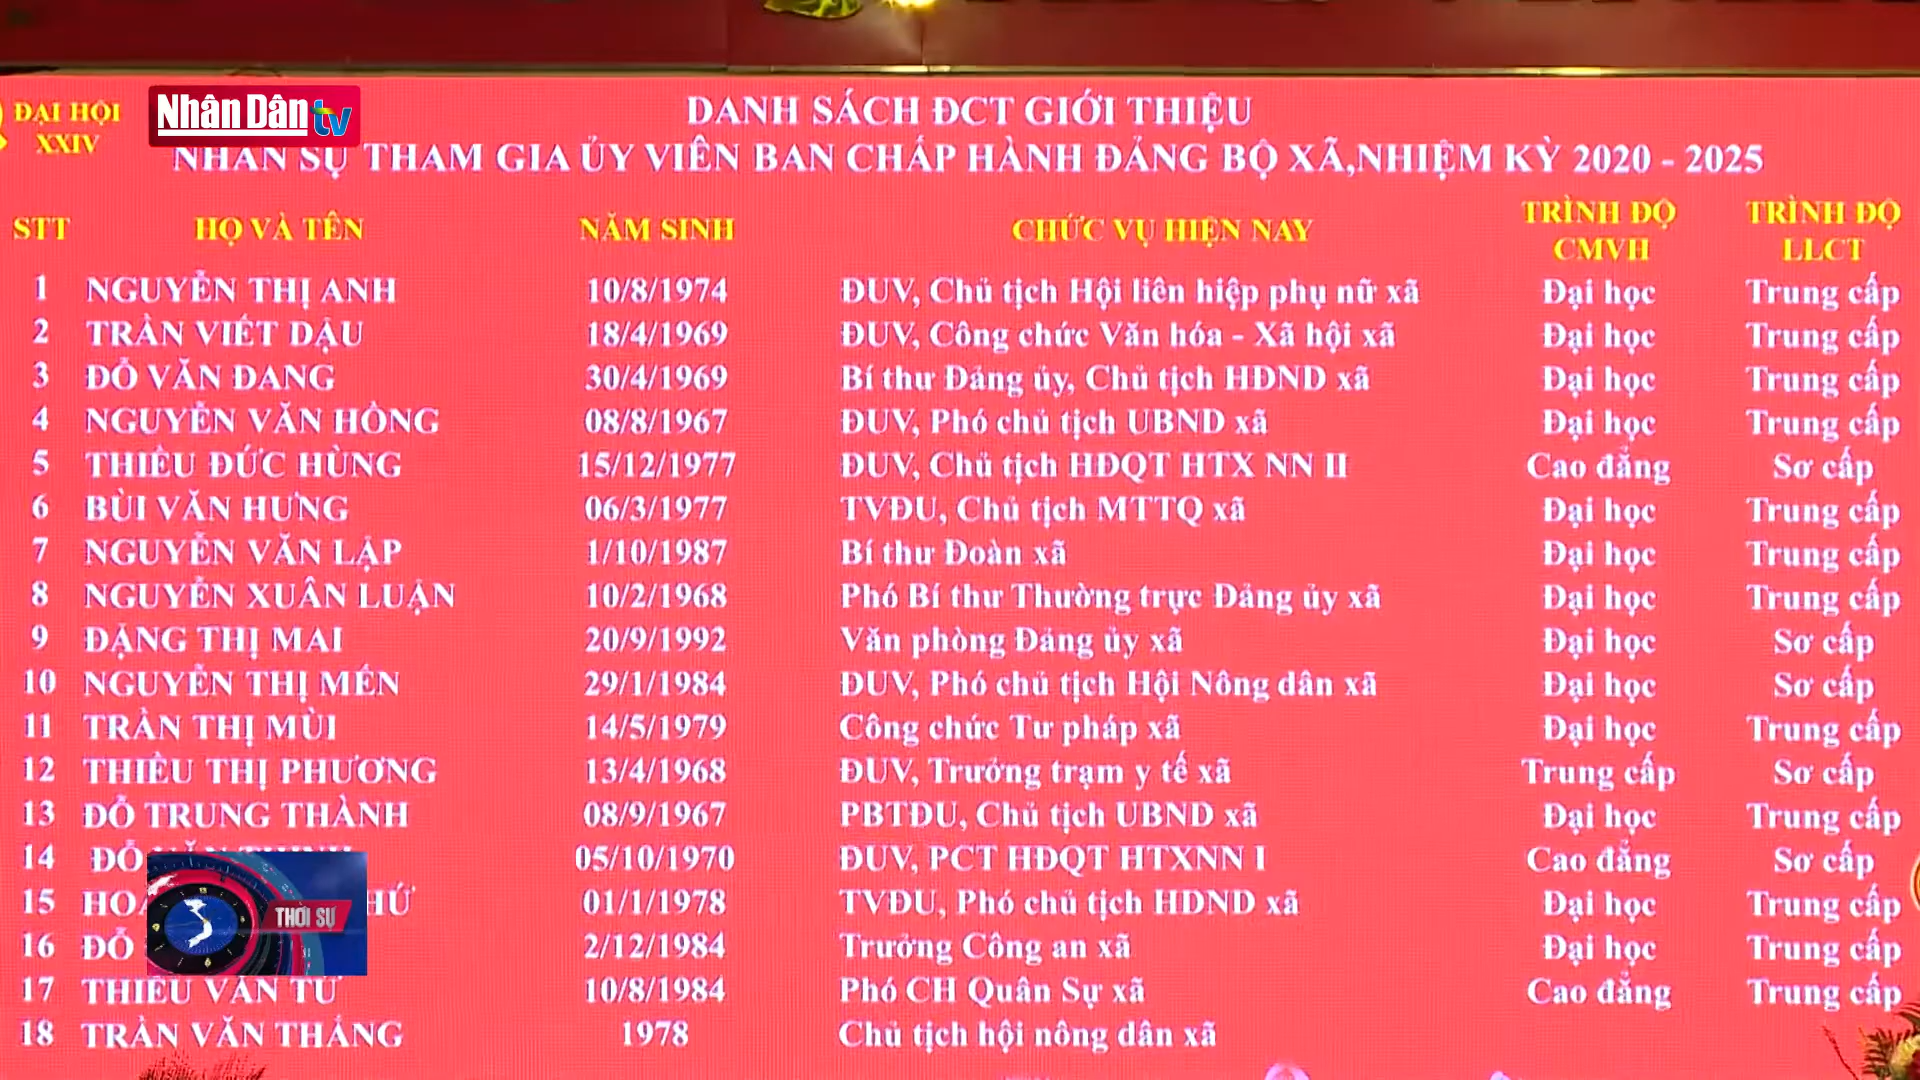 ĐẠI HỘI
XXIV
Nhân Dân tv
DANH SÁCH ĐCT GIỚI THIỆU
NHÂN SỰ THAM GIA ỦY VIÊN BAN CHẤP HÀNH ĐẢNG BỘ XÃ,NHIỆM KỲ 2020 - 2025
STT HỌ VÀ TÊN NĂM SINH CHỨC VỤ HIỆN NAY TRÌNH ĐỘ CMVH TRÌNH ĐỘ LLCT
1 NGUYỄN THỊ ANH 10/8/1974 ĐUV, Chủ tịch Hội liên hiệp phụ nữ xã Đại học Trung cấp
2 TRẦN VIẾT DẬU 18/4/1969 ĐUV, Công chức Văn hóa - Xã hội xã Đại học Trung cấp
3 ĐỖ VĂN ĐANG 30/4/1969 Bí thư Đảng ủy, Chủ tịch HĐND xã Đại học Trung cấp
4 NGUYỄN VĂN HỒNG 08/8/1967 ĐUV, Phó chủ tịch UBND xã Đại học Trung cấp
5 THIỀU ĐỨC HÙNG 15/12/1977 ĐUV, Chủ tịch HĐQT HTX NN II Cao đẳng Sơ cấp
6 BÙI VĂN HƯNG 06/3/1977 TVĐU, Chủ tịch MTTQ xã Đại học Trung cấp
7 NGUYỄN VĂN LẬP 1/10/1987 Bí thư Đoàn xã Đại học Trung cấp
8 NGUYỄN XUÂN LUẬN 10/2/1968 Phó Bí thư Thường trực Đảng ủy xã Đại học Trung cấp
9 ĐẶNG THỊ MAI 20/9/1992 Văn phòng Đảng ủy xã Đại học Sơ cấp
10 NGUYỄN THỊ MẾN 29/1/1984 ĐUV, Phó chủ tịch Hội Nông dân xã Đại học Sơ cấp
11 TRẦN THỊ MÙI 14/5/1979 Công chức Tư pháp xã Đại học Trung cấp
12 THIỀU THỊ PHƯƠNG 13/4/1968 ĐUV, Trưởng trạm y tế xã Trung cấp Sơ cấp
13 ĐỖ TRUNG THÀNH 08/9/1967 PBTĐU, Chủ tịch UBND xã Đại học Trung cấp
14 ĐỖ 05/10/1970 ĐUV, PCT HĐQT HTXNN I Cao đẳng Sơ cấp
15 01/1/1978 TVĐU, Phó chủ tịch HĐND xã Đại học Trung cấp
16 ĐỖ 2/12/1984 Trưởng Công an xã Đại học Trung cấp
17 THIỀU VĂN TỪ 10/8/1984 Phó CH Quân Sự xã Cao đẳng Trung cấp
18 TRẦN VĂN THẮNG 1978 Chủ tịch hội nông dân xã
THỜI SỰ